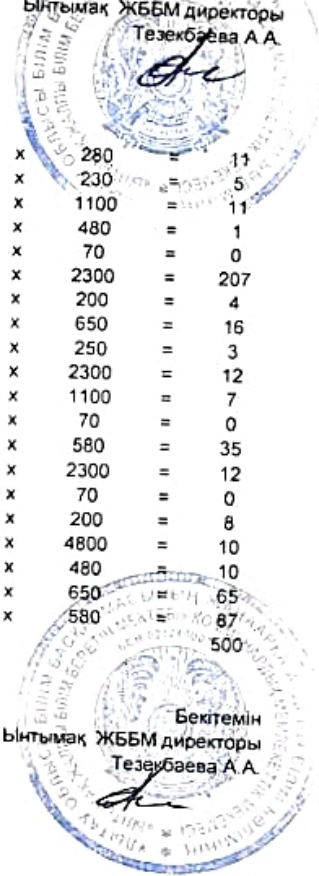 Ынтымақ ЖББМ директоры
Тезекбаева А.А.
x 280 = 11
x 230 = 5
x 1100 = 11
x 480 = 1
x 70 = 0
x 2300 = 207
x 200 = 4
x 650 = 16
x 250 = 3
x 2300 = 12
x 1100 = 7
x 70 = 0
x 580 = 35
x 2300 = 12
x 70 = 0
x 200 = 8
x 4800 = 10
x 480 = 10
x 650 = 65
x 580 = 87
500
Бекітемін
Ынтымақ ЖББМ директоры
Тезекбаева А.А.